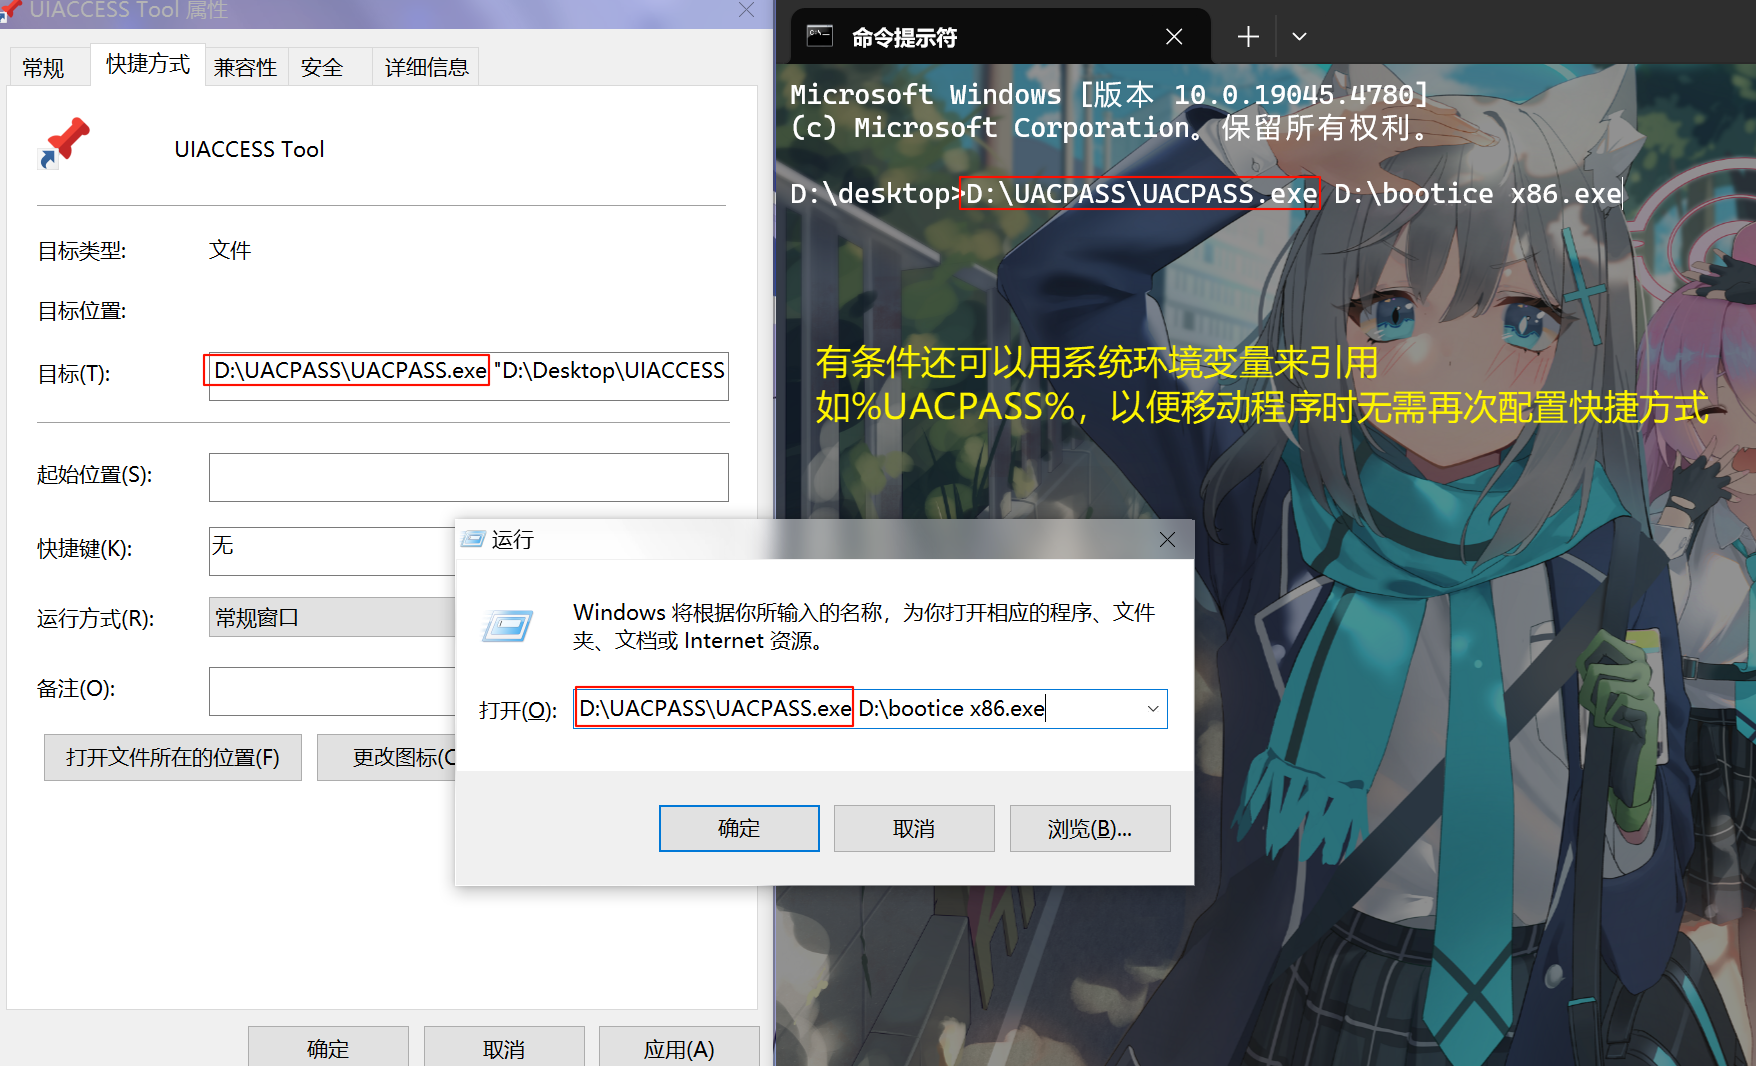 UIACCESS Tool 属性
常规
快捷方式
兼容性
安全
详细信息
UIACCESS Tool
目标类型:
文件
目标位置:
目标(T):
D:\UACPASS\UACPASS.exe "D:\Desktop\UIACCESS
起始位置(S):
快捷键(K):
无
运行方式(R):
常规窗口
备注(O):
打开文件所在的位置(F)
更改图标(C
确定
取消
应用(A)
命令提示符
Microsoft Windows [版本 10.0.19045.4780]
(c) Microsoft Corporation。保留所有权利。
D:\desktop>D:\UACPASS\UACPASS.exe D:\bootice x86.exe
有条件还可以用系统环境变量来引用
如%UACPASS%，以便移动程序时无需再次配置快捷方式
运行
Windows 将根据你所输入的名称，为你打开相应的程序、文件
夹、文档或 Internet 资源。
打开(O):
D:\UACPASS\UACPASS.exe D:\bootice x86.exe
确定
取消
浏览(B)...